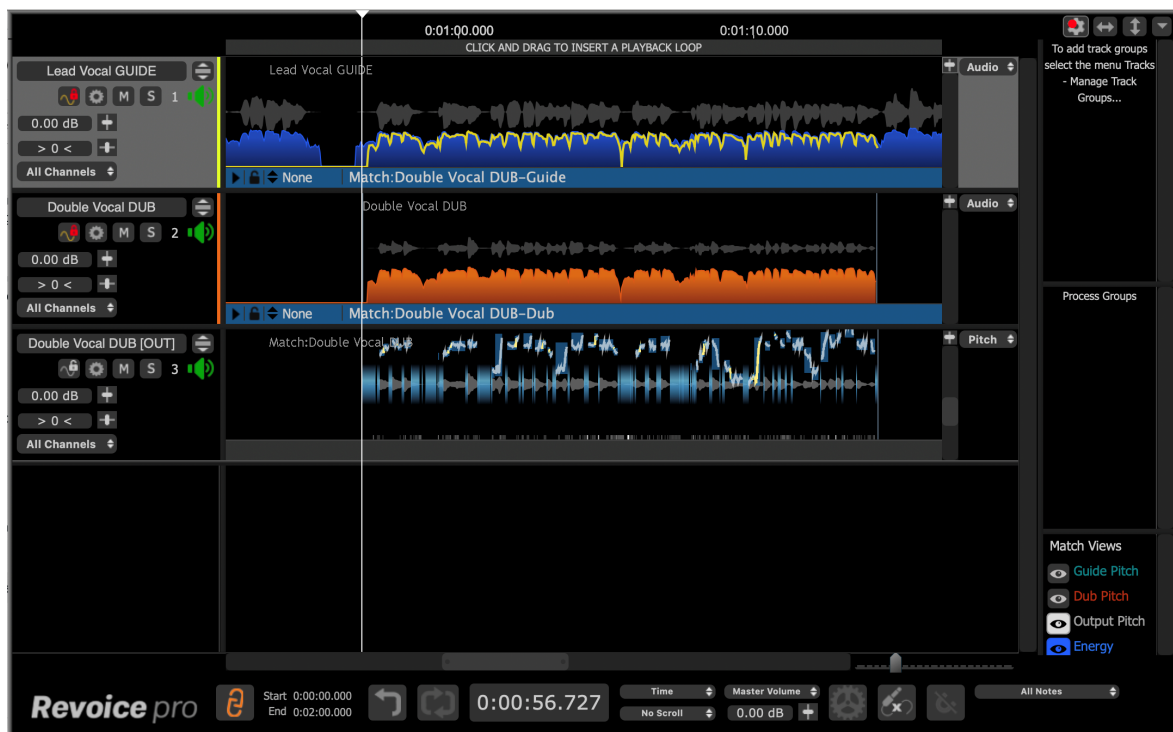 0:01:00.000
0:01:10.000
CLICK AND DRAG TO INSERT A PLAYBACK LOOP
To add track groups
select the menu Tracks
- Manage Track
Groups...
Lead Vocal GUIDE
M S 1
0.00 dB
> 0 <
All Channels
Lead Vocal GUIDE
None
Match:Double Vocal DUB-Guide
Audio
Double Vocal DUB
M S 2
0.00 dB
> 0 <
All Channels
Double Vocal DUB
None
Match:Double Vocal DUB-Dub
Audio
Process Groups
Double Vocal DUB [OUT]
M S 3
0.00 dB
> 0 <
All Channels
Match:Double Vocal DUB
Pitch
Match Views
Guide Pitch
Dub Pitch
Output Pitch
Energy
Revoice pro
Start 0:00:00.000
End 0:02:00.000
0:00:56.727
Time
No Scroll
Master Volume
0.00 dB
All Notes